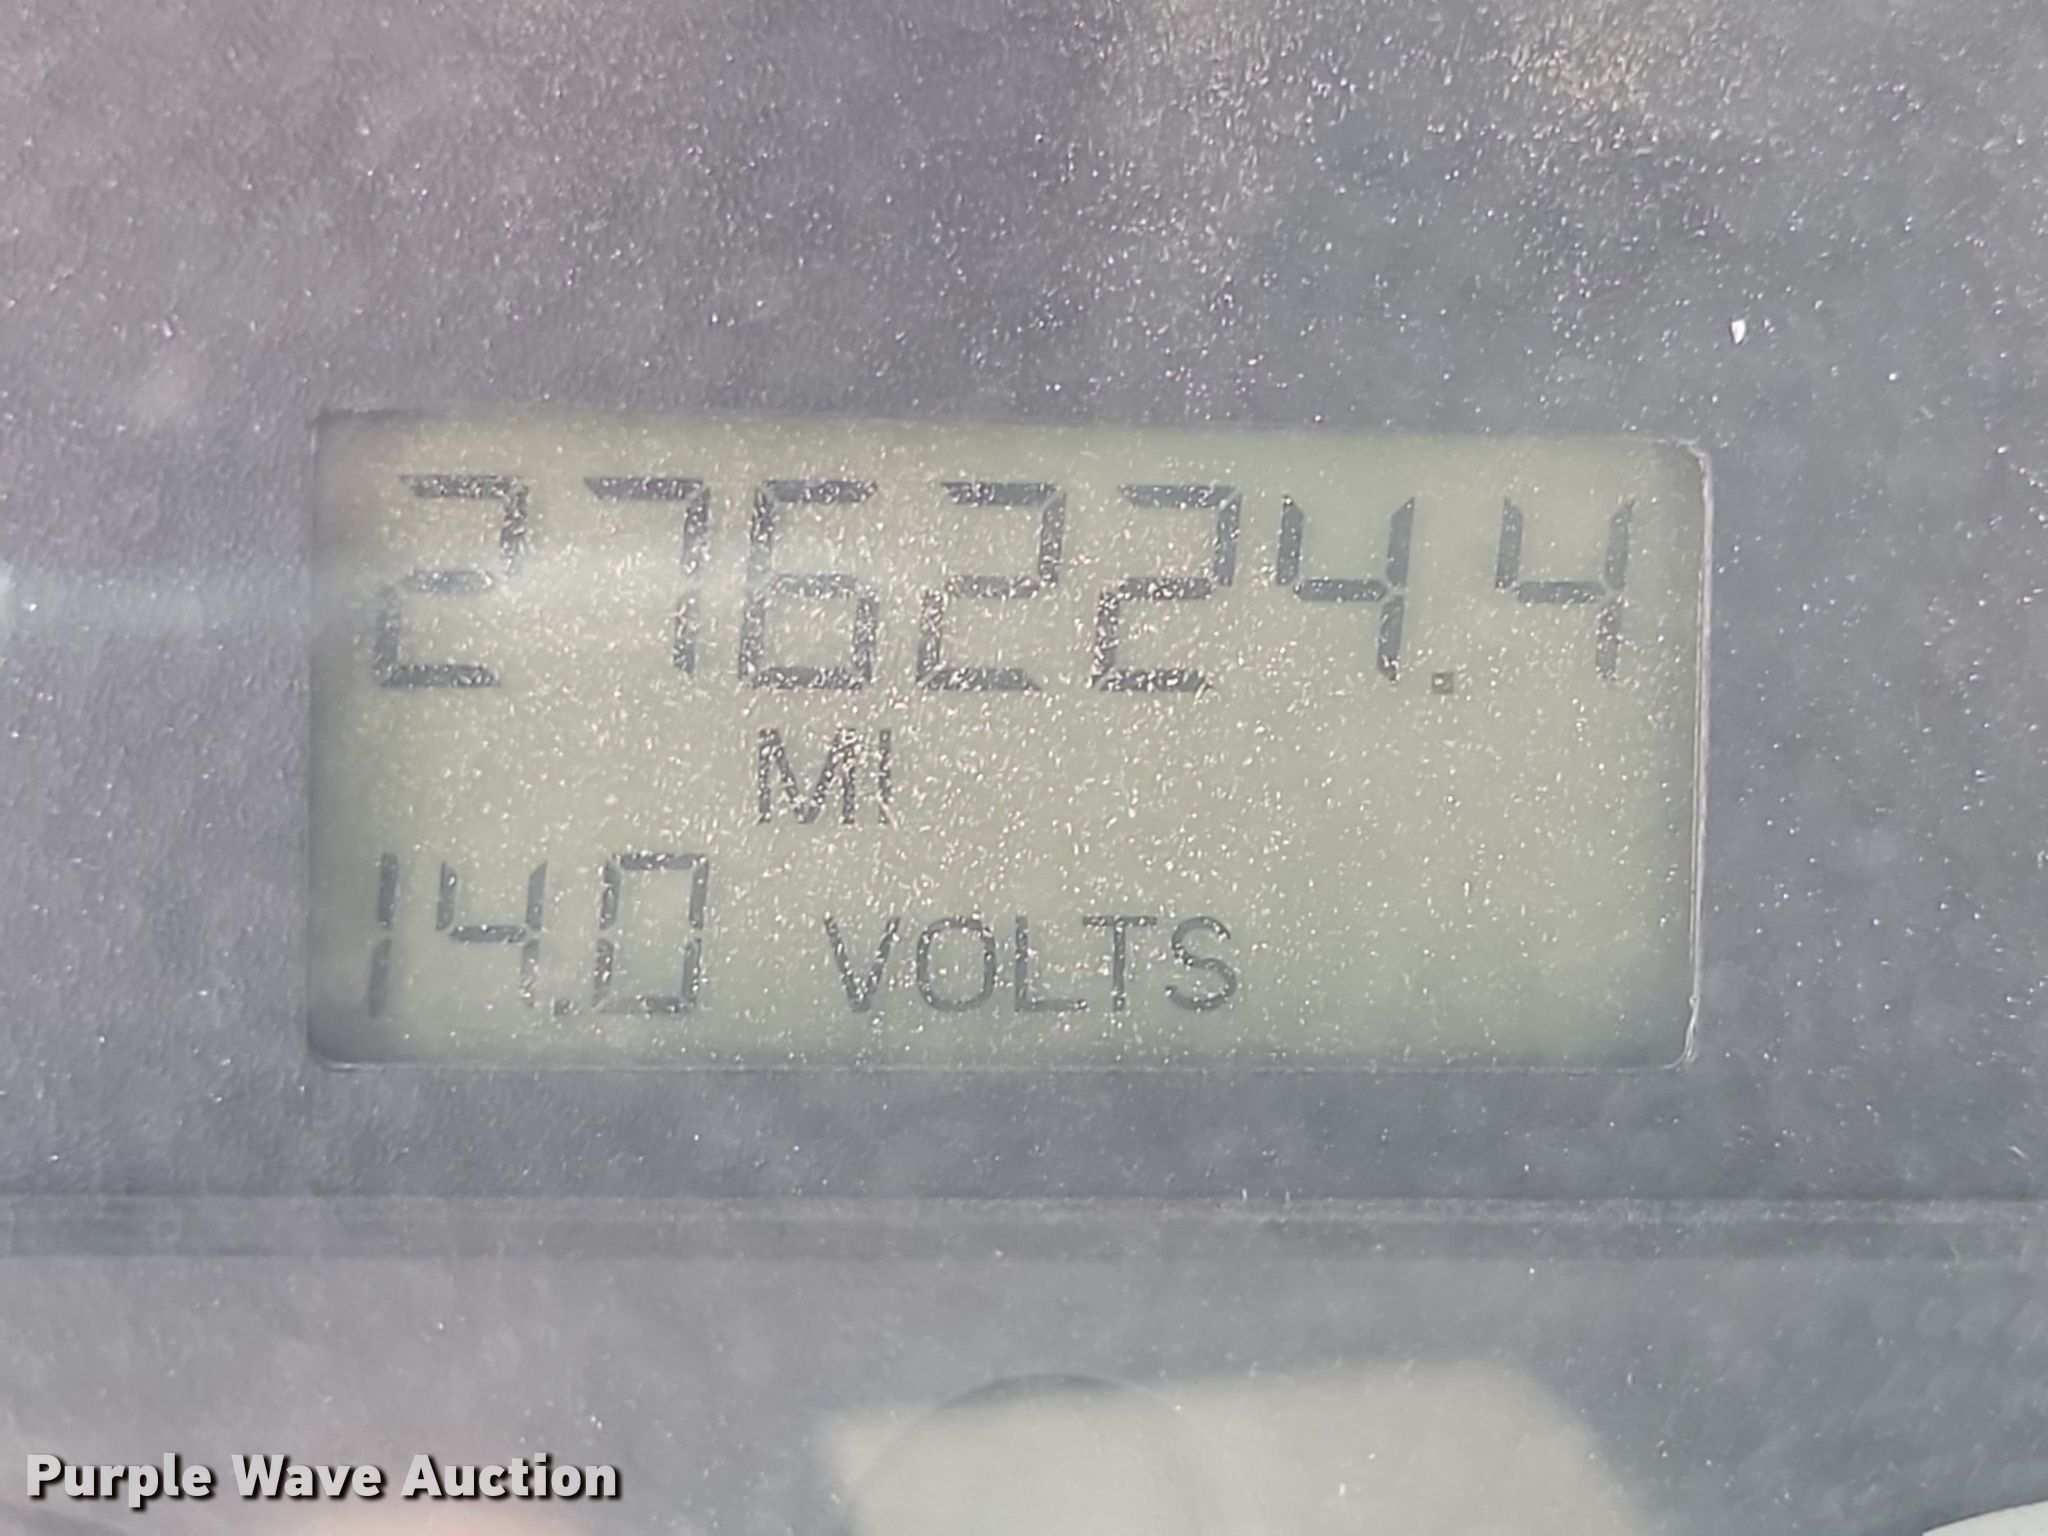 276224.4
MI
14.0 VOLTS
Purple Wave Auction